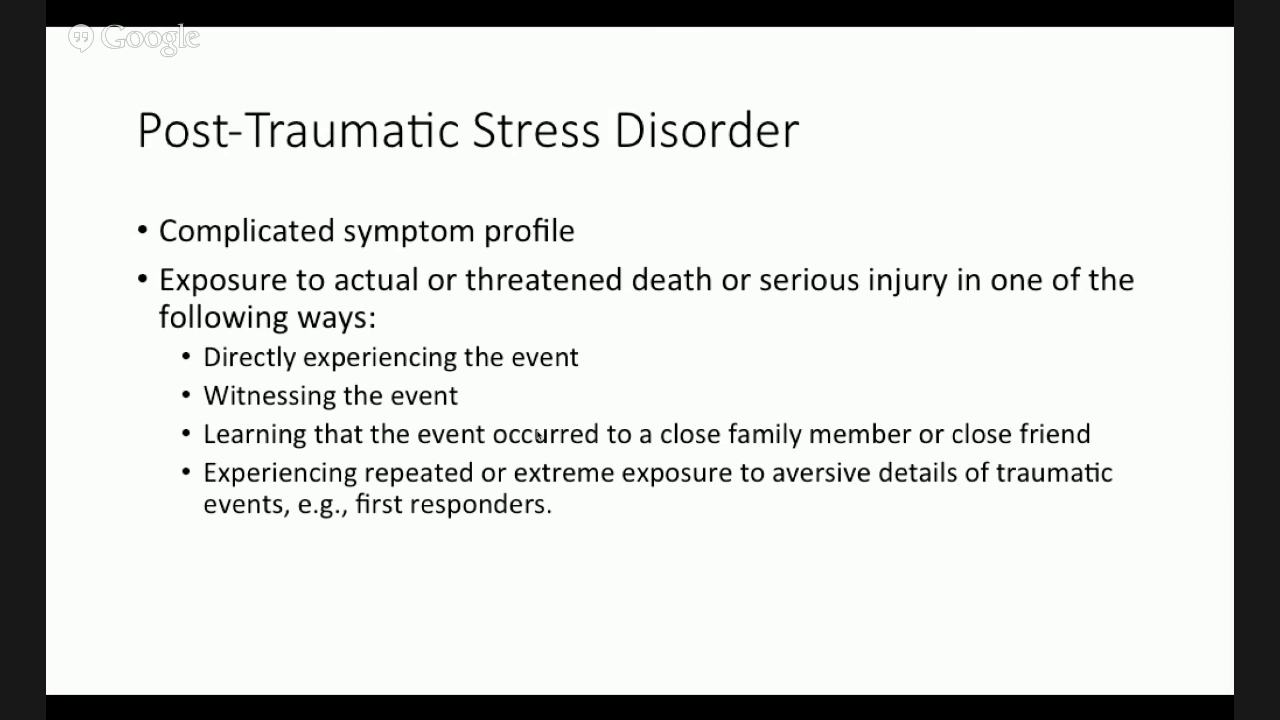 Google
Post-Traumatic Stress Disorder
• Complicated symptom profile
• Exposure to actual or threatened death or serious injury in one of the
following ways:
• Directly experiencing the event
• Witnessing the event
• Learning that the event occurred to a close family member or close friend
• Experiencing repeated or extreme exposure to aversive details of traumatic
events, e.g., first responders.